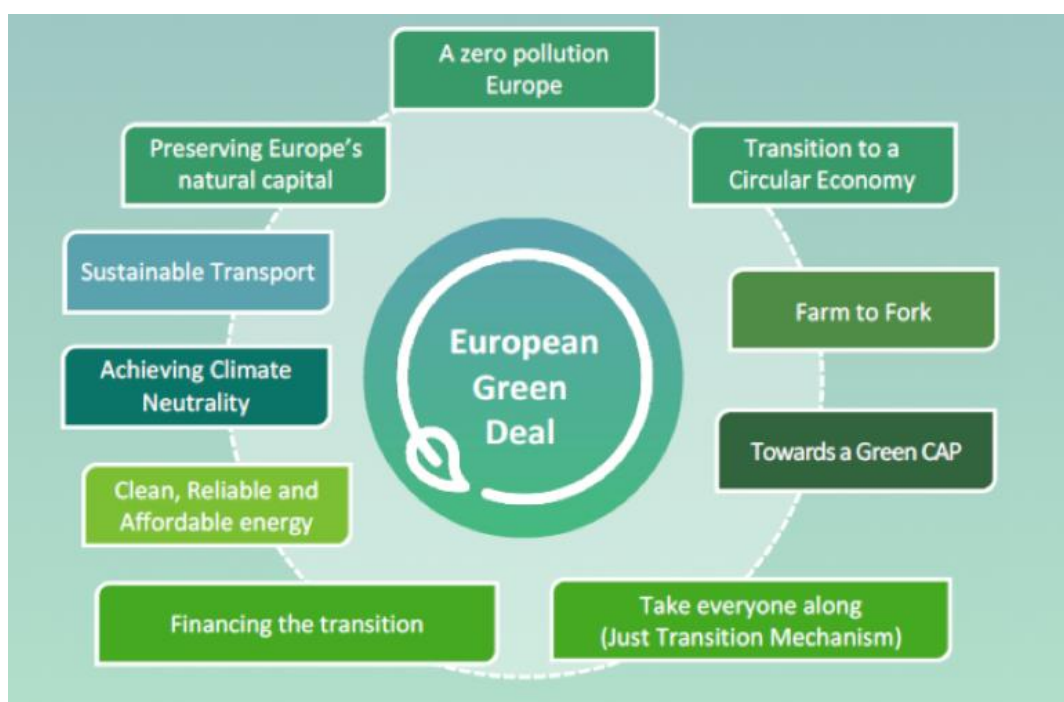 A zero pollution
Europe
Preserving Europe's
natural capital
Transition to a
Circular Economy
Sustainable Transport
Farm to Fork
European
Green
Deal
Achieving Climate
Neutrality
Towards a Green CAP
Clean, Reliable and
Affordable energy
Financing the transition
Take everyone along
(Just Transition Mechanism)